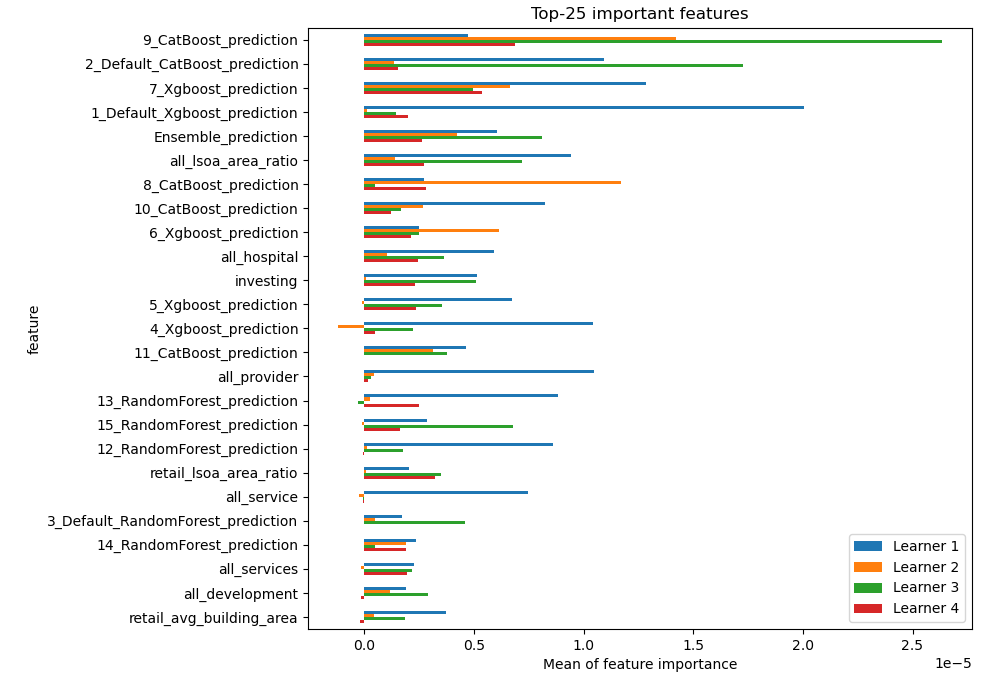 Top-25 important features
9_CatBoost_prediction
2_Default_CatBoost_prediction
7_Xgboost_prediction
1_Default_Xgboost_prediction
Ensemble_prediction
all_lsoa_area_ratio
8_CatBoost_prediction
10_CatBoost_prediction
6_Xgboost_prediction
all_hospital
investing
5_Xgboost_prediction
4_Xgboost_prediction
11_CatBoost_prediction
all_provider
13_RandomForest_prediction
15_RandomForest_prediction
12_RandomForest_prediction
retail_lsoa_area_ratio
all_service
3_Default_RandomForest_prediction
14_RandomForest_prediction
all_services
all_development
retail_avg_building_area
feature
Learner 1
Learner 2
Learner 3
Learner 4
0.0 0.5 1.0 1.5 2.0 2.5
1e−5
Mean of feature importance